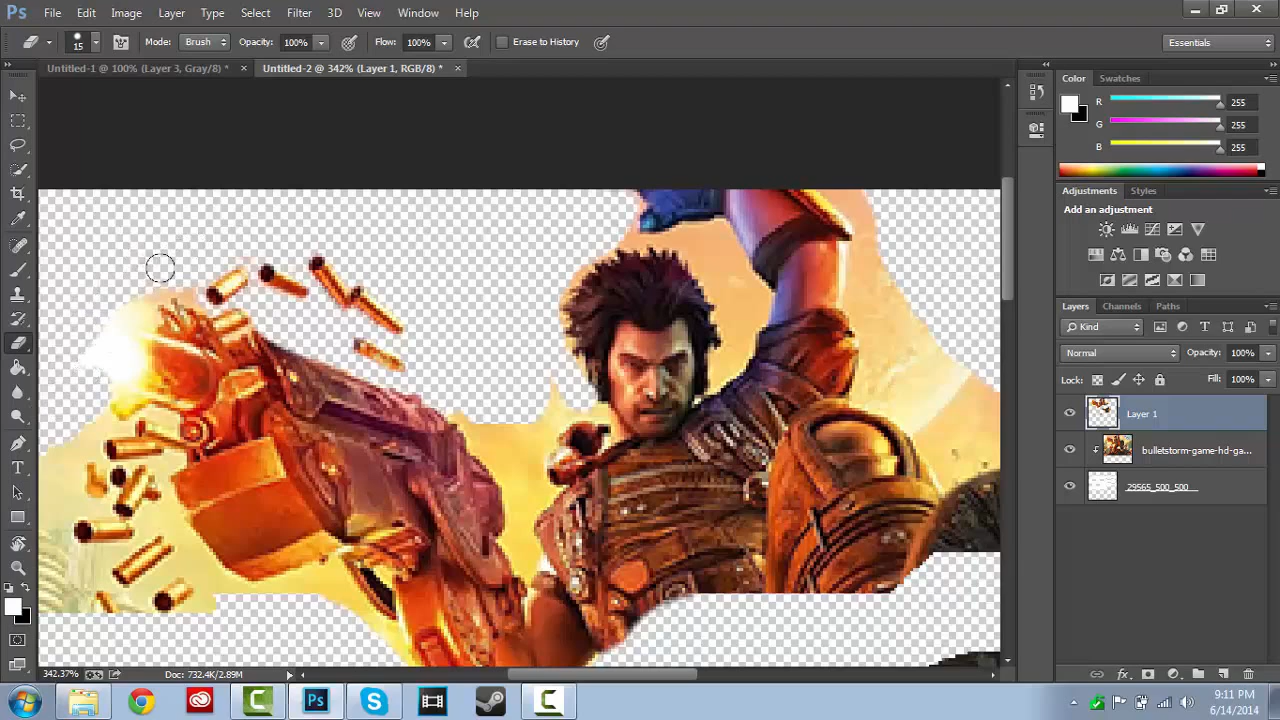 Ps File Edit Image Layer Type Select Filter 3D View Window Help
15 Mode: Brush Opacity: 100% Flow: 100% Erase to History Essentials
Untitled-1 @ 100% (Layer 3, Gray/8) * × Untitled-2 @ 342% (Layer 1, RGB/8) * ×
Color Swatches
R 255
G 255
B 255
Adjustments Styles
Add an adjustment
Layers Channels Paths
Kind
Normal Opacity: 100%
Lock: Fill: 100%
Layer 1
bulletstorm-game-hd-ga...
29565_500_500
342.37% Doc: 732.4K/2.89M
9:11 PM
6/14/2014